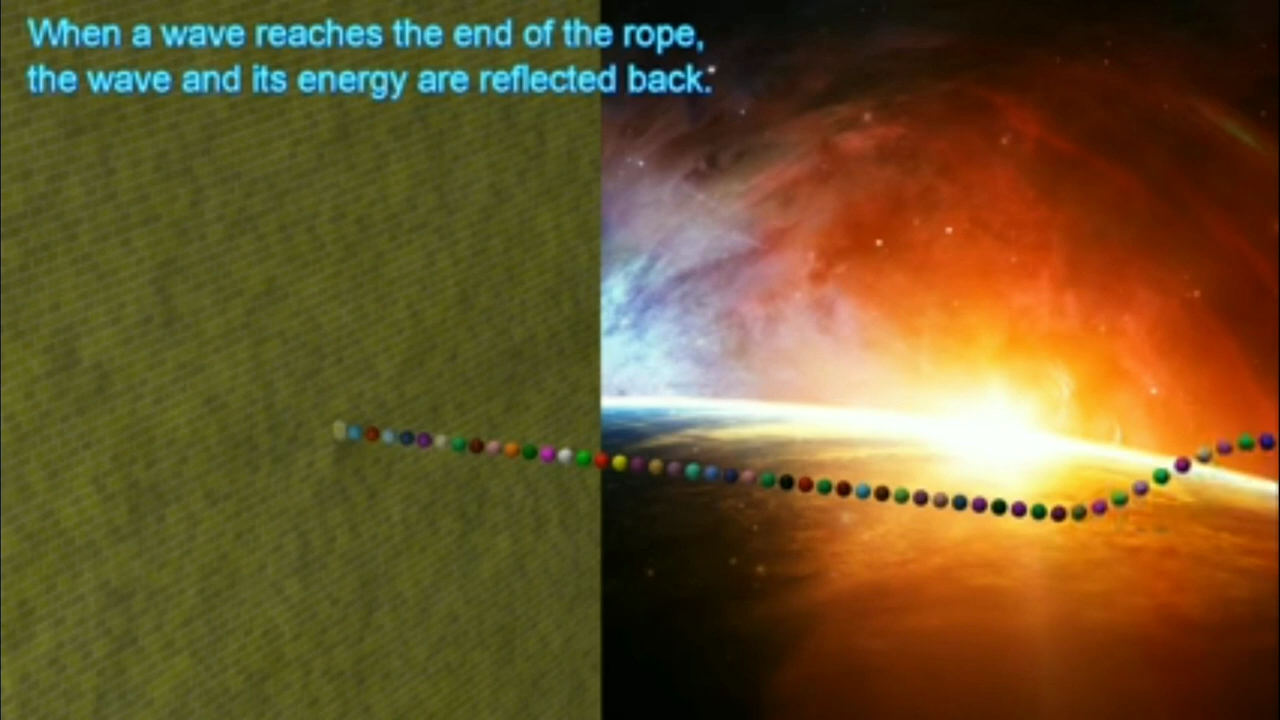 When a wave reaches the end of the rope,
the wave and its energy are reflected back.